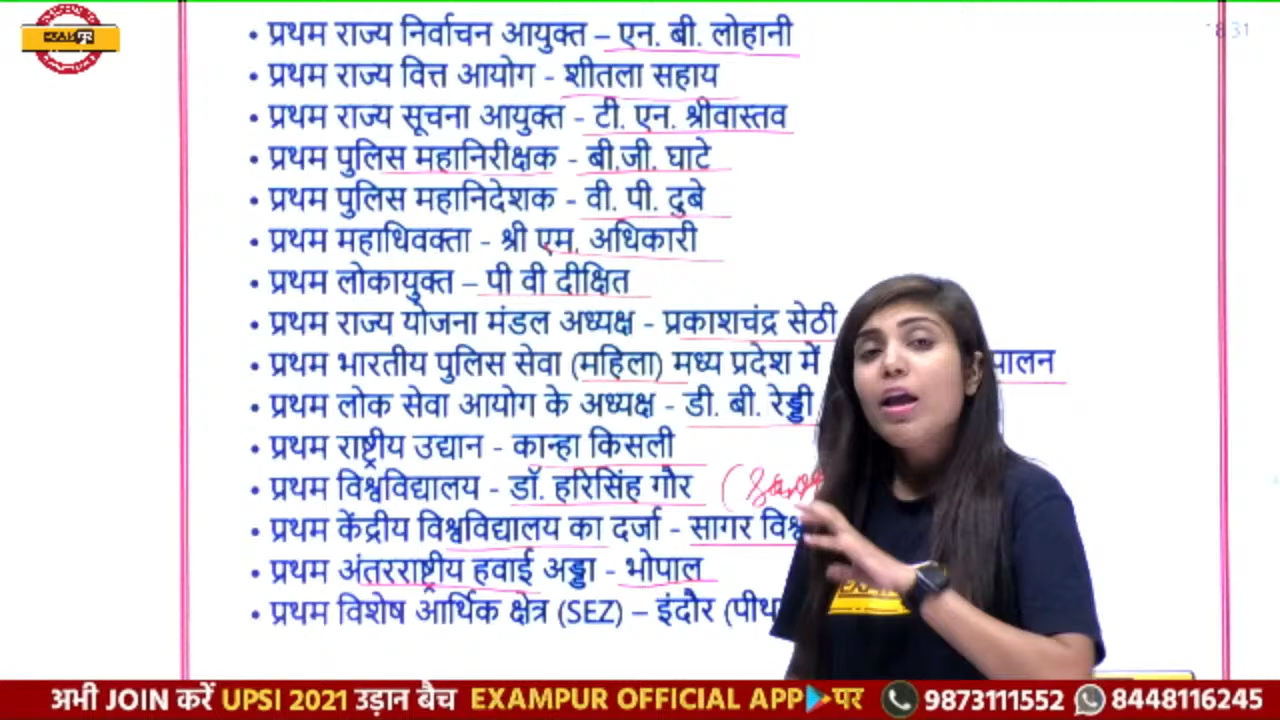 EXAMपुर
18 31
• प्रथम राज्य निर्वाचन आयुक्त – एन. बी. लोहानी
• प्रथम राज्य वित्त आयोग - शीतला सहाय
• प्रथम राज्य सूचना आयुक्त - टी. एन. श्रीवास्तव
• प्रथम पुलिस महानिरीक्षक - बी.जी. घाटे
• प्रथम पुलिस महानिदेशक - वी. पी. दुबे
• प्रथम महाधिवक्ता - श्री एम. अधिकारी
• प्रथम लोकायुक्त – पी वी दीक्षित
• प्रथम राज्य योजना मंडल अध्यक्ष - प्रकाशचंद्र सेठी
• प्रथम भारतीय पुलिस सेवा (महिला) मध्य प्रदेश में
• प्रथम लोक सेवा आयोग के अध्यक्ष - डी. बी. रेड्डी
• प्रथम राष्ट्रीय उद्यान - कान्हा किसली
• प्रथम विश्वविद्यालय - डॉ. हरिसिंह गौर (
• प्रथम केंद्रीय विश्वविद्यालय का दर्जा - सागर
• प्रथम अंतरराष्ट्रीय हवाई अड्डा - भोपाल
• प्रथम विशेष आर्थिक क्षेत्र (SEZ) – इंदौर
अभी JOIN करें UPSI 2021 उड़ान बैच EXAMPUR OFFICIAL APP पर 9873111552 8448116245